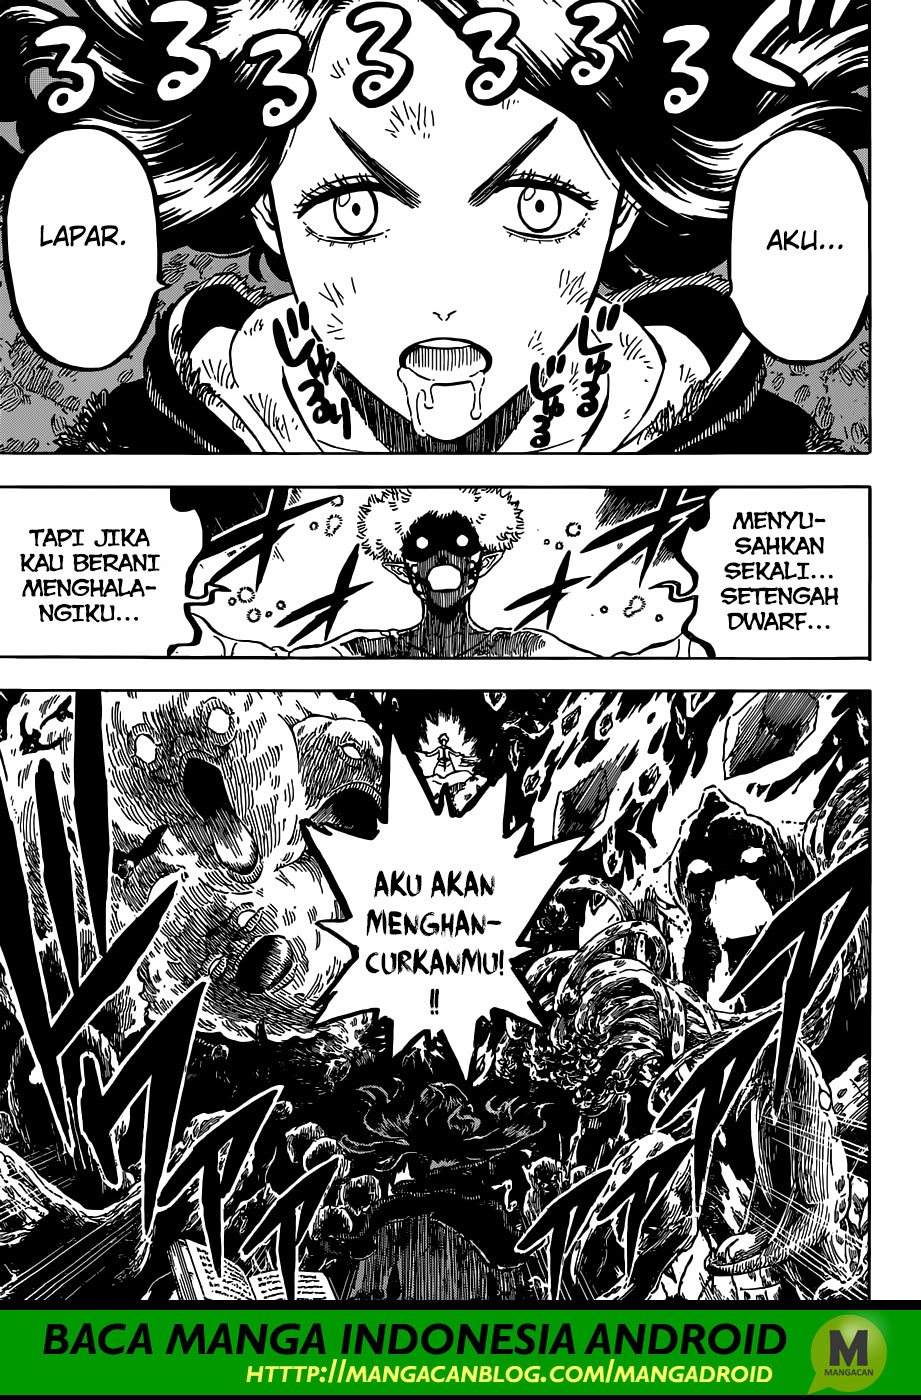 ぐるるるるるるる
AKU...
LAPAR.
じゅるり
じゅる
じゅる
MENYU-
SAHKAN
SEKALI...
SETENGAH
DWARF...
TAPI JIKA
KAU BERANI
MENGHALA-
NGIKU...
AKU AKAN
MENGHAN-
CURKANMU!
!!
BACA MANGA INDONESIA ANDROID
HTTTP://MANGACANBLOG.COM/MANGADROID
M
MANGACAN